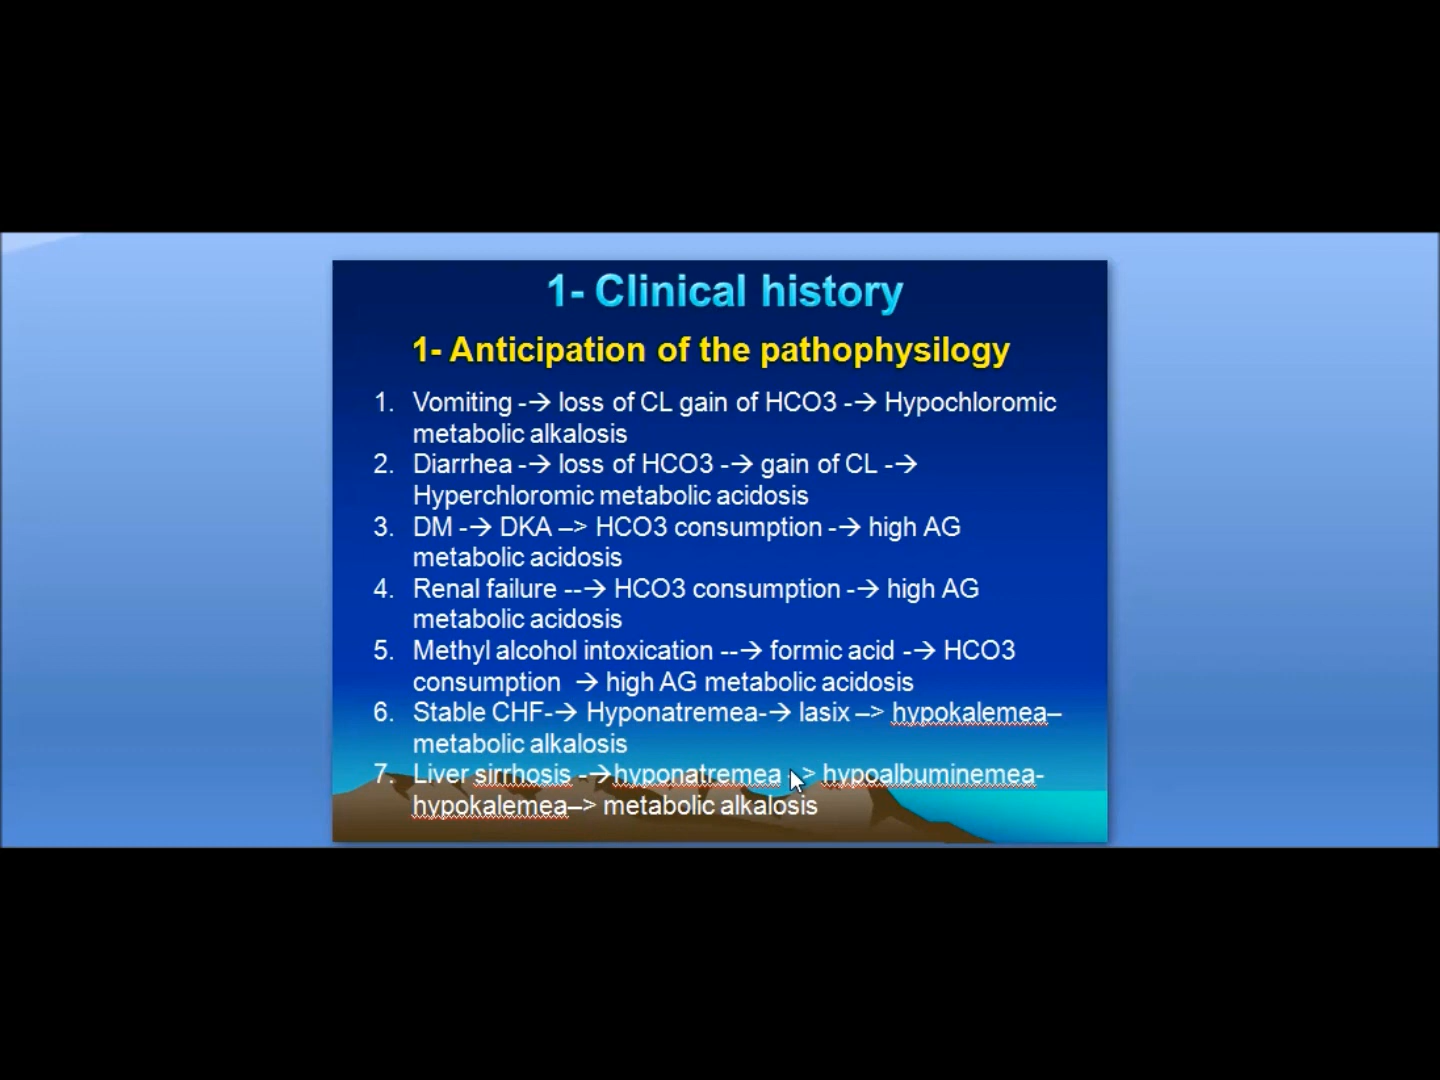 1- Clinical history
1- Anticipation of the pathophysilogy
1. Vomiting -→ loss of CL gain of HCO3 -→ Hypochloromic
metabolic alkalosis
2. Diarrhea -→ loss of HCO3 -→ gain of CL -→
Hyperchloromic metabolic acidosis
3. DM -→ DKA –> HCO3 consumption -→ high AG
metabolic acidosis
4. Renal failure --→ HCO3 consumption -→ high AG
metabolic acidosis
5. Methyl alcohol intoxication --→ formic acid -→ HCO3
consumption → high AG metabolic acidosis
6. Stable CHF-→ Hyponatremea-→ lasix –> hypokalemea–
metabolic alkalosis
7. Liver sirrhosis -→hyponatremea -> hypoalbuminemea-
hypokalemea–> metabolic alkalosis